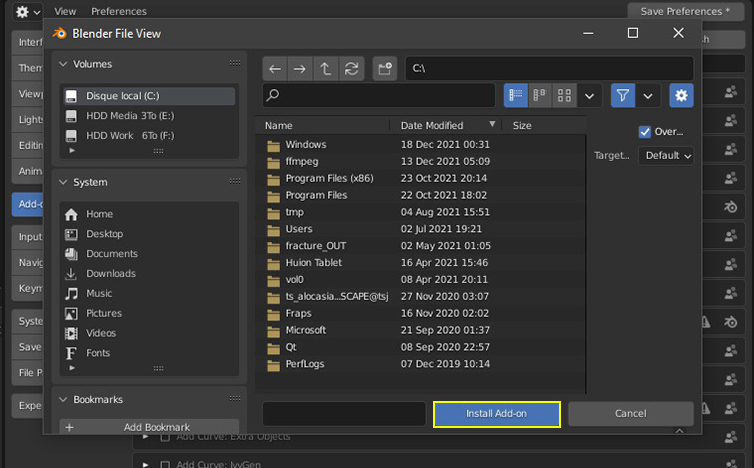 View Preferences Save Preferences *
Blender File View
Interf
Them
Viewp
Lights
Editin
Anima
Add-o
Input
Navig
Keym
Syste
Save
File P
Expe
sh
Volumes
Disque local (C:)
HDD Media 3To (E:)
HDD Work 6To (F:)
System
Home
Desktop
Documents
Downloads
Music
Pictures
Videos
Fonts
Bookmarks
Add Bookmark
C:\
Name Date Modified Size
Windows 18 Dec 2021 00:31
ffmpeg 13 Dec 2021 05:09
Program Files (x86) 23 Oct 2021 20:14
Program Files 22 Oct 2021 18:02
tmp 04 Aug 2021 15:51
Users 02 Jul 2021 19:21
fracture_OUT 02 May 2021 01:05
Huion Tablet 16 Apr 2021 15:46
vol0 08 Apr 2021 20:11
ts_alocasia...SCAPE@tsj 27 Nov 2020 03:07
Fraps 16 Nov 2020 02:02
Microsoft 21 Sep 2020 01:37
Qt 08 Sep 2020 22:57
PerfLogs 07 Dec 2019 10:14
Over...
Target... Default
Install Add-on
Cancel
Add Curve: Extra Objects
Add Curve: IvyGen